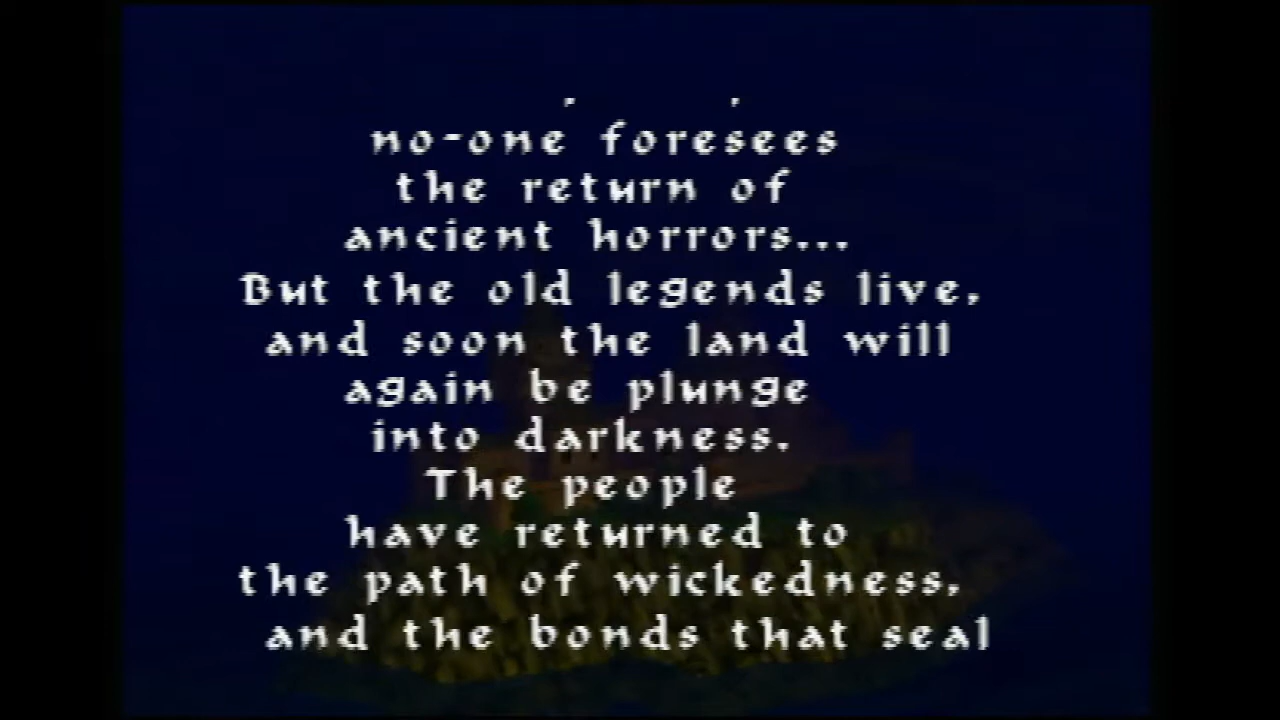 no-one foresees
the return of
ancient horrors...
But the old legends live,
and soon the land will
again be plunge
into darkness.
The people
have returned to
the path of wickedness,
and the bonds that seal